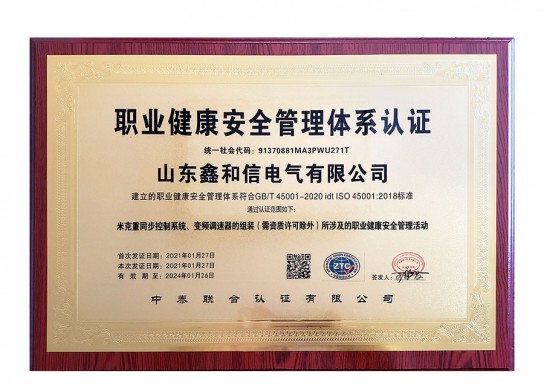 职业健康安全管理体系认证
统一社会代码：91370881MA3PWU271T
山东鑫和信电气有限公司
建立的职业健康安全管理体系符合GB/T 45001-2020 idt ISO 45001:2018标准
通过认证范围如下：
米克重同步控制系统、变频调速器的组装（需资质许可除外）所涉及的职业健康安全管理活动
首次发证日期：2021年01月27日
本次发证日期：2021年01月27日
有 效 期 至：2024年01月26日
ZTC
签发人：
中泰联合认证有限公司